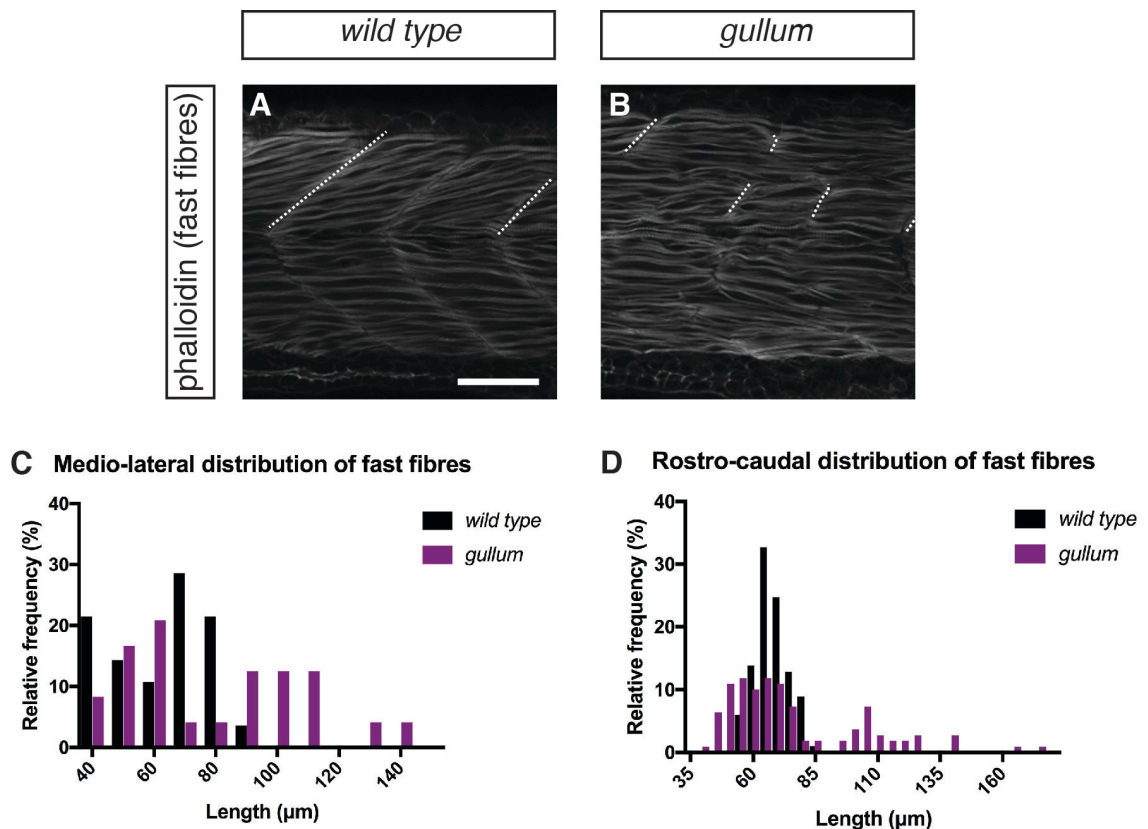 wild type
gullum
phalloidin (fast fibres)
A
B
C Medio-lateral distribution of fast fibres
40
30
20
10
0
Relative frequency (%)
wild type
gullum
40 60 80 100 120 140
Length (µm)
D Rostro-caudal distribution of fast fibres
40
30
20
10
0
Relative frequency (%)
wild type
gullum
35 60 85 110 135 160
Length (µm)